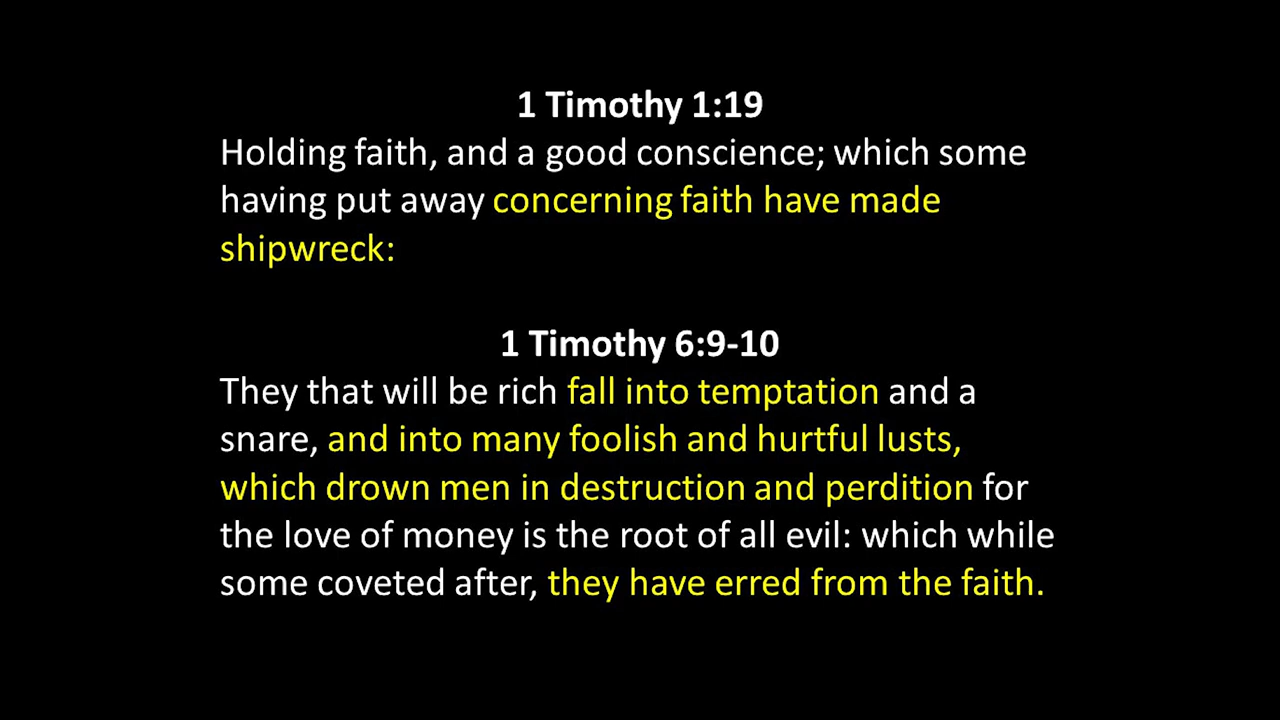 1 Timothy 1:19
Holding faith, and a good conscience; which some
having put away concerning faith have made
shipwreck:
1 Timothy 6:9-10
They that will be rich fall into temptation and a
snare, and into many foolish and hurtful lusts,
which drown men in destruction and perdition for
the love of money is the root of all evil: which while
some coveted after, they have erred from the faith.